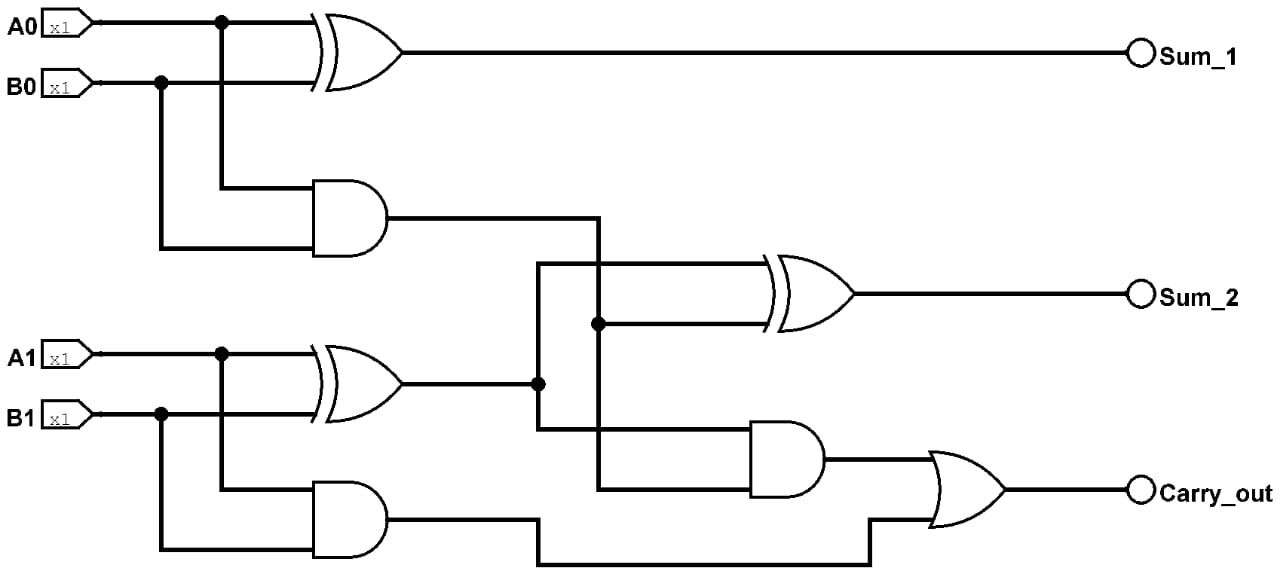 A0 x1
Sum_1
B0 x1
Sum_2
A1 x1
B1 x1
Carry_out